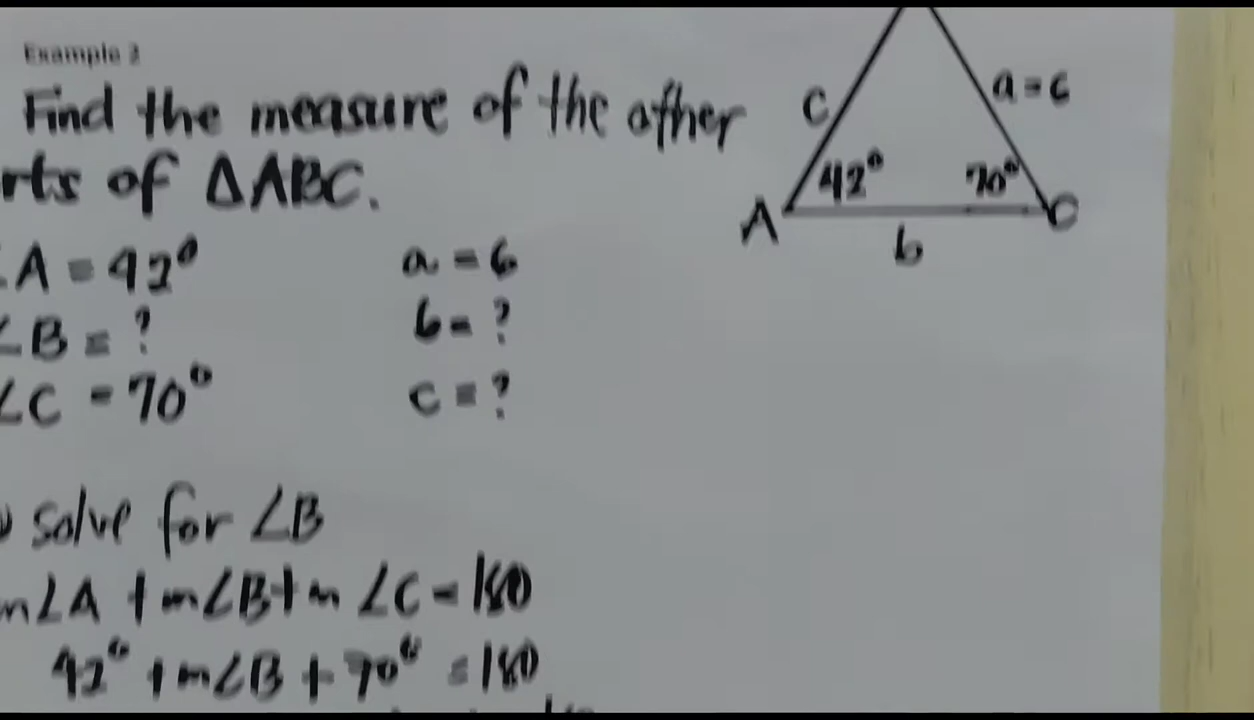 Example 2
Find the measure of the other
rts of ΔABC.
A = 42°
∠B = ?
∠C = 70°
a = 6
b = ?
c = ?
solve for ∠B
m∠A + m∠B + m∠C = 180
42° + m∠B + 70° = 180
C
a = 6
42°
70°
A
C
b